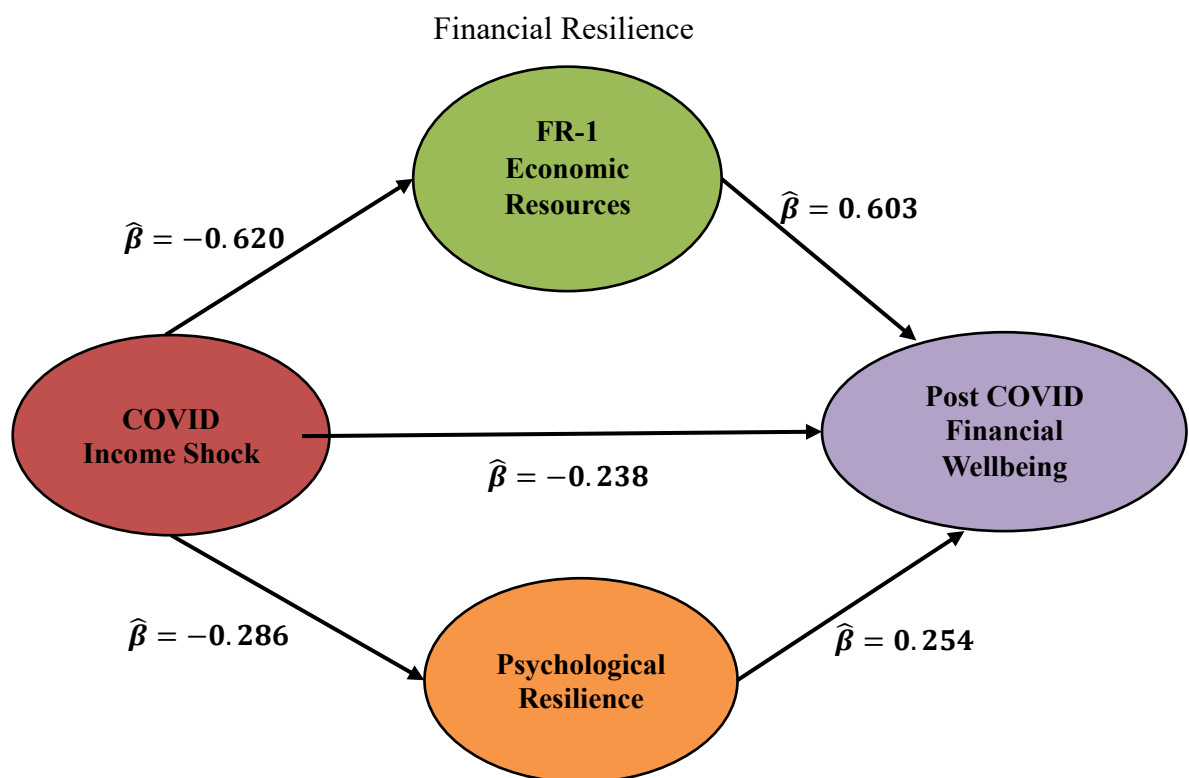 Financial Resilience
FR-1
Economic
Resources
β̂ = −0.620
β̂ = 0.603
COVID
Income Shock
Post COVID
Financial
Wellbeing
β̂ = −0.238
β̂ = −0.286
β̂ = 0.254
Psychological
Resilience